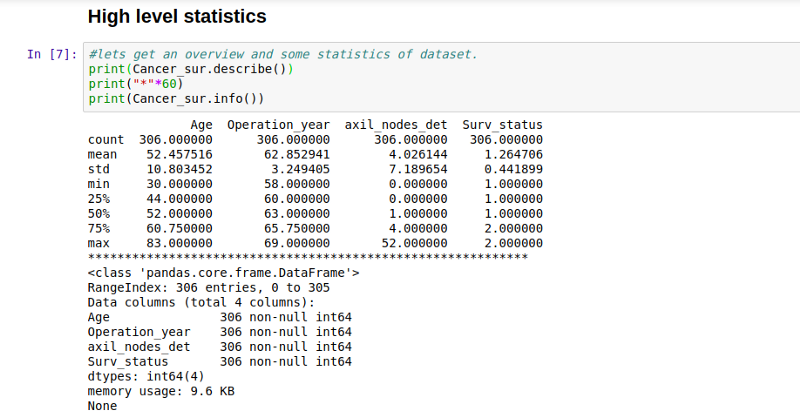 High level statistics
In [7]: #lets get an overview and some statistics of dataset.
print(Cancer_sur.describe())
print("*"*60)
print(Cancer_sur.info())
Age Operation_year axil_nodes_det Surv_status
count 306.000000 306.000000 306.000000 306.000000
mean 52.457516 62.852941 4.026144 1.264706
std 10.803452 3.249405 7.189654 0.441899
min 30.000000 58.000000 0.000000 1.000000
25% 44.000000 60.000000 0.000000 1.000000
50% 52.000000 63.000000 1.000000 1.000000
75% 60.750000 65.750000 4.000000 2.000000
max 83.000000 69.000000 52.000000 2.000000
************************************************************
<class 'pandas.core.frame.DataFrame'>
RangeIndex: 306 entries, 0 to 305
Data columns (total 4 columns):
Age 306 non-null int64
Operation_year 306 non-null int64
axil_nodes_det 306 non-null int64
Surv_status 306 non-null int64
dtypes: int64(4)
memory usage: 9.6 KB
None